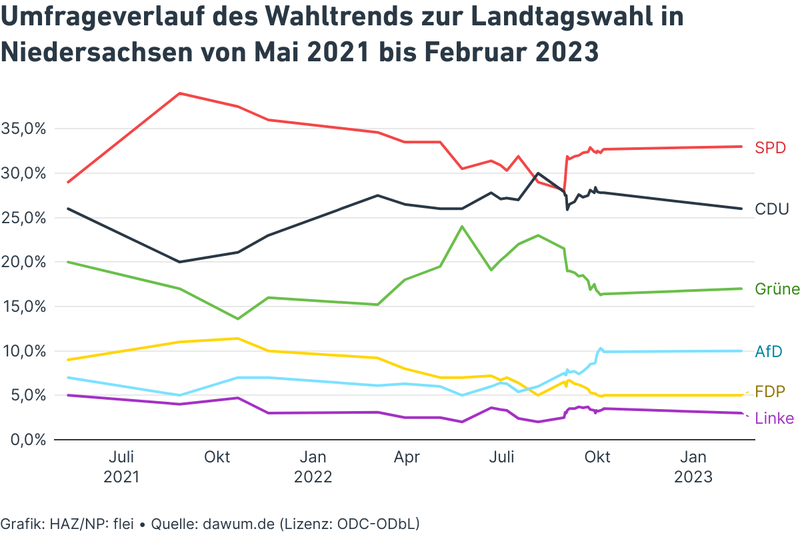 Umfrageverlauf des Wahltrends zur Landtagswahl in
Niedersachsen von Mai 2021 bis Februar 2023
35,0%
30,0%
25,0%
20,0%
15,0%
10,0%
5,0%
0,0%
SPD
CDU
Grüne
AfD
FDP
Linke
Juli
2021
Okt
Jan
2022
Apr
Juli
Okt
Jan
2023
Grafik: HAZ/NP: flei • Quelle: dawum.de (Lizenz: ODC-ODbL)